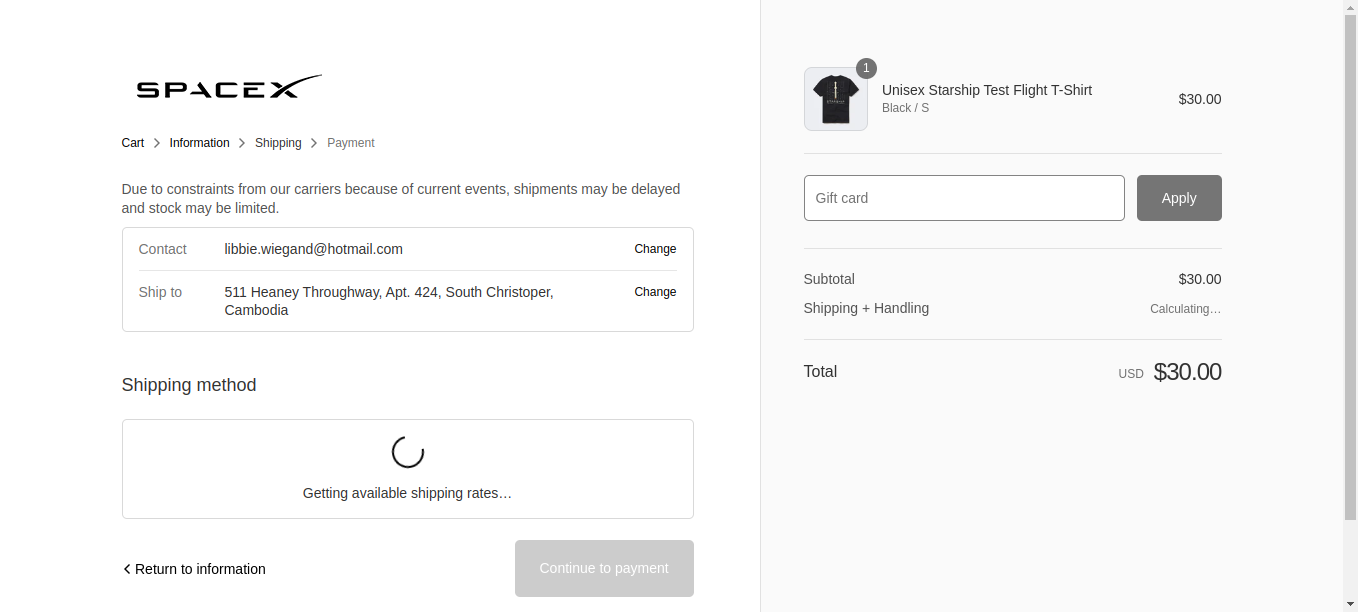 SPACEX
Cart > Information > Shipping > Payment
Due to constraints from our carriers because of current events, shipments may be delayed
and stock may be limited.
Contact libbie.wiegand@hotmail.com Change
Ship to 511 Heaney Throughway, Apt. 424, South Christoper, Change
Cambodia
Shipping method
Getting available shipping rates…
Return to information
Continue to payment
1
Unisex Starship Test Flight T-Shirt
Black / S
$30.00
Gift card
Apply
Subtotal $30.00
Shipping + Handling Calculating…
Total USD $30.00